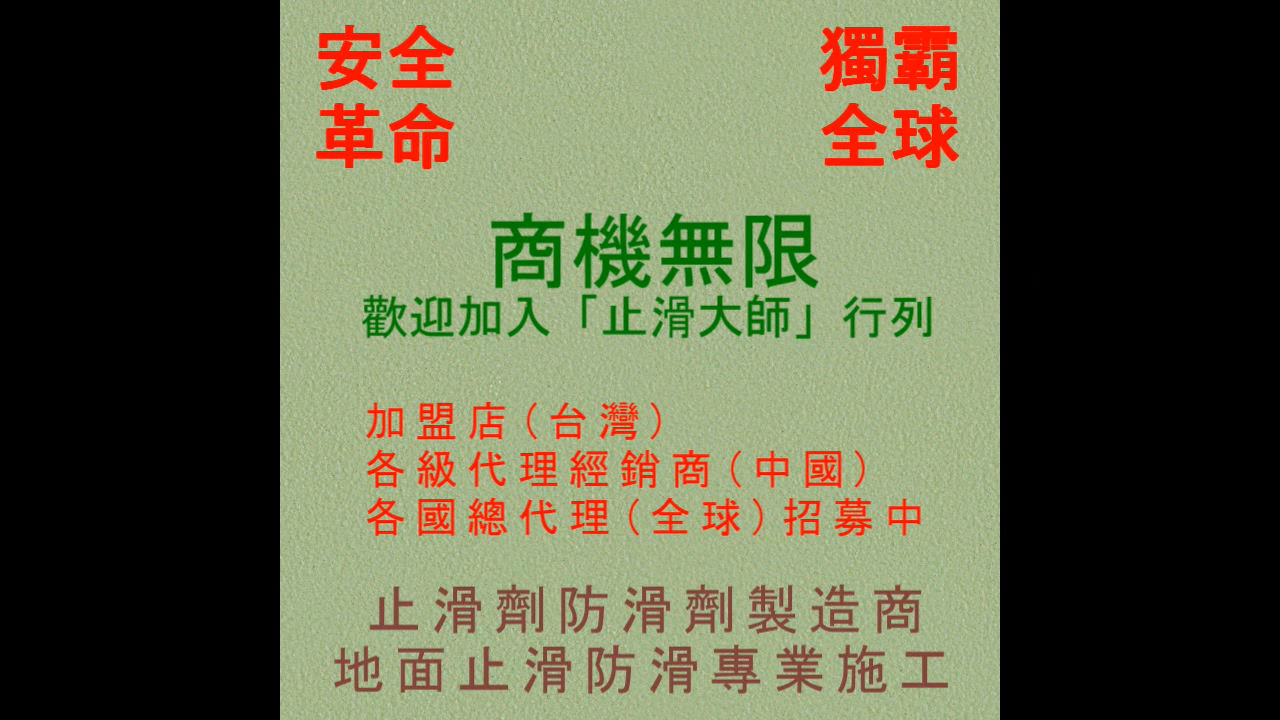 安全
革命
獨霸
全球
商機無限
歡迎加入「止滑大師」行列
加盟店(台灣)
各級代理經銷商(中國)
各國總代理(全球)招募中
止滑劑防滑劑製造商
地面止滑防滑專業施工